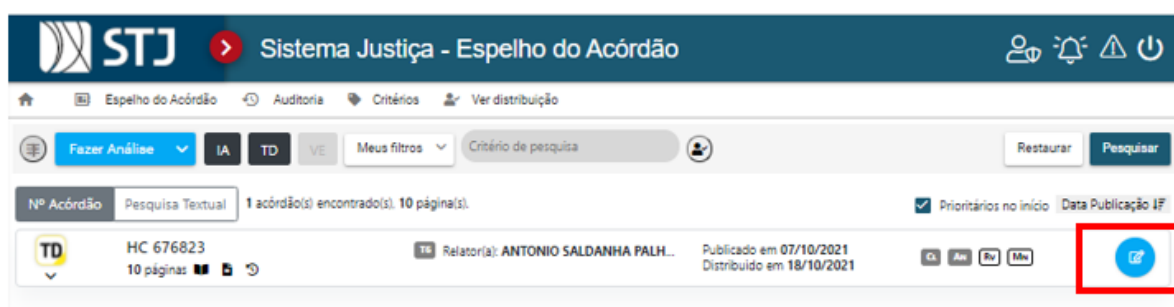 STJ Sistema Justiça - Espelho do Acórdão
Espelho do Acórdão Auditoria Critérios Ver distribuição
Fazer Análise IA TD VE Meus filtros Critério de pesquisa Restaurar Pesquisar
Nº Acórdão Pesquisa Textual 1 acórdão(s) encontrado(s). 10 página(s). Prioritários no início Data Publicação
TD HC 676823 T6 Relator(a): ANTONIO SALDANHA PALH... Publicado em 07/10/2021
10 páginas Distribuído em 18/10/2021 CL An Rv Mn